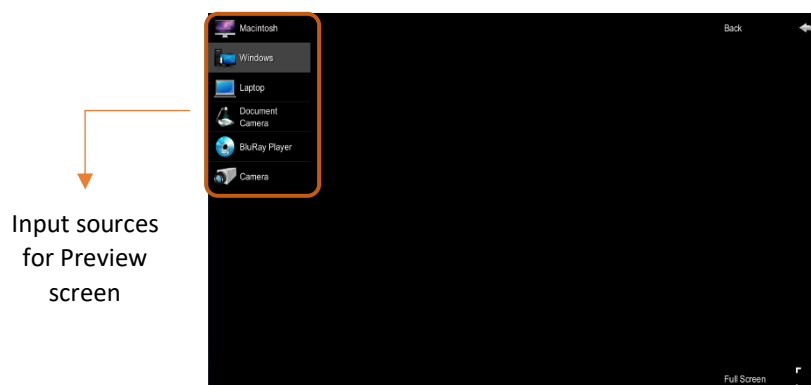 Macintosh
Back
Windows
Laptop
Document
Camera
BluRay Player
Camera
Input sources
for Preview
screen
Full Screen